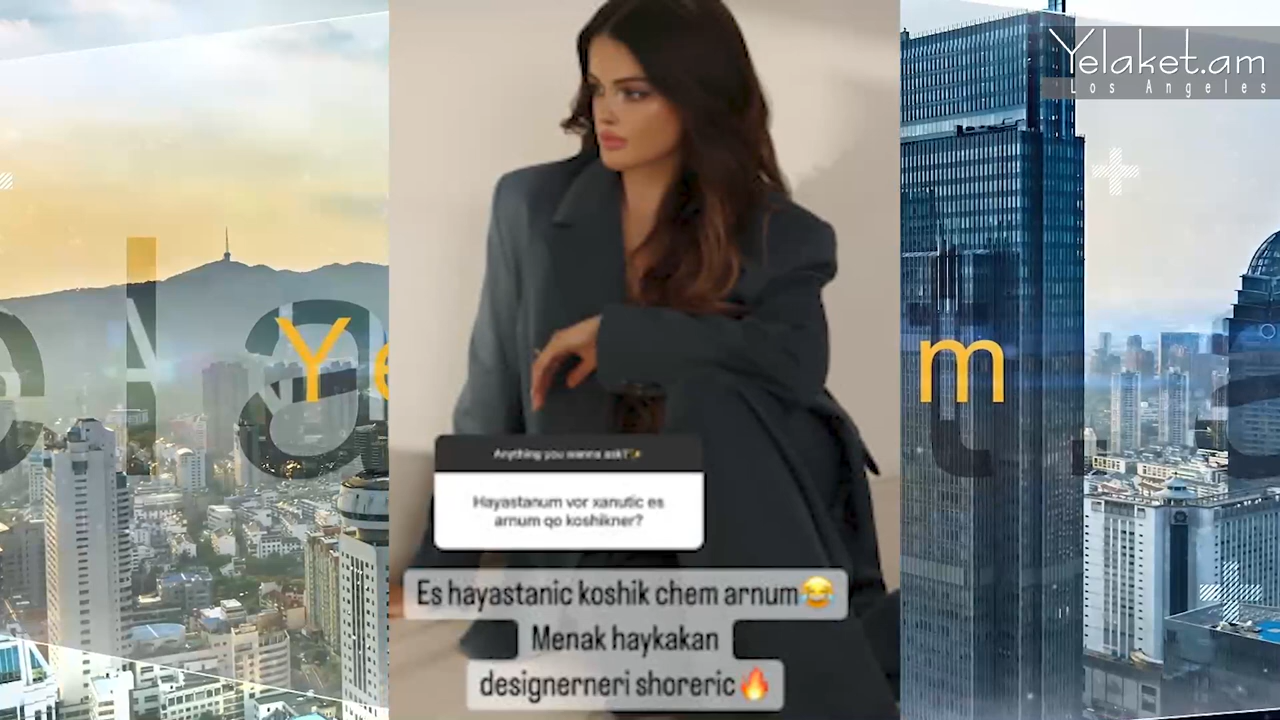 Yelaket.am
Los Angeles
Anything you wanna ask?✨
Hayastanum vor xanutic es
arnum qo koshikner?
Es hayastanic koshik chem arnum😂
Menak haykakan
designerneri shoreric🔥